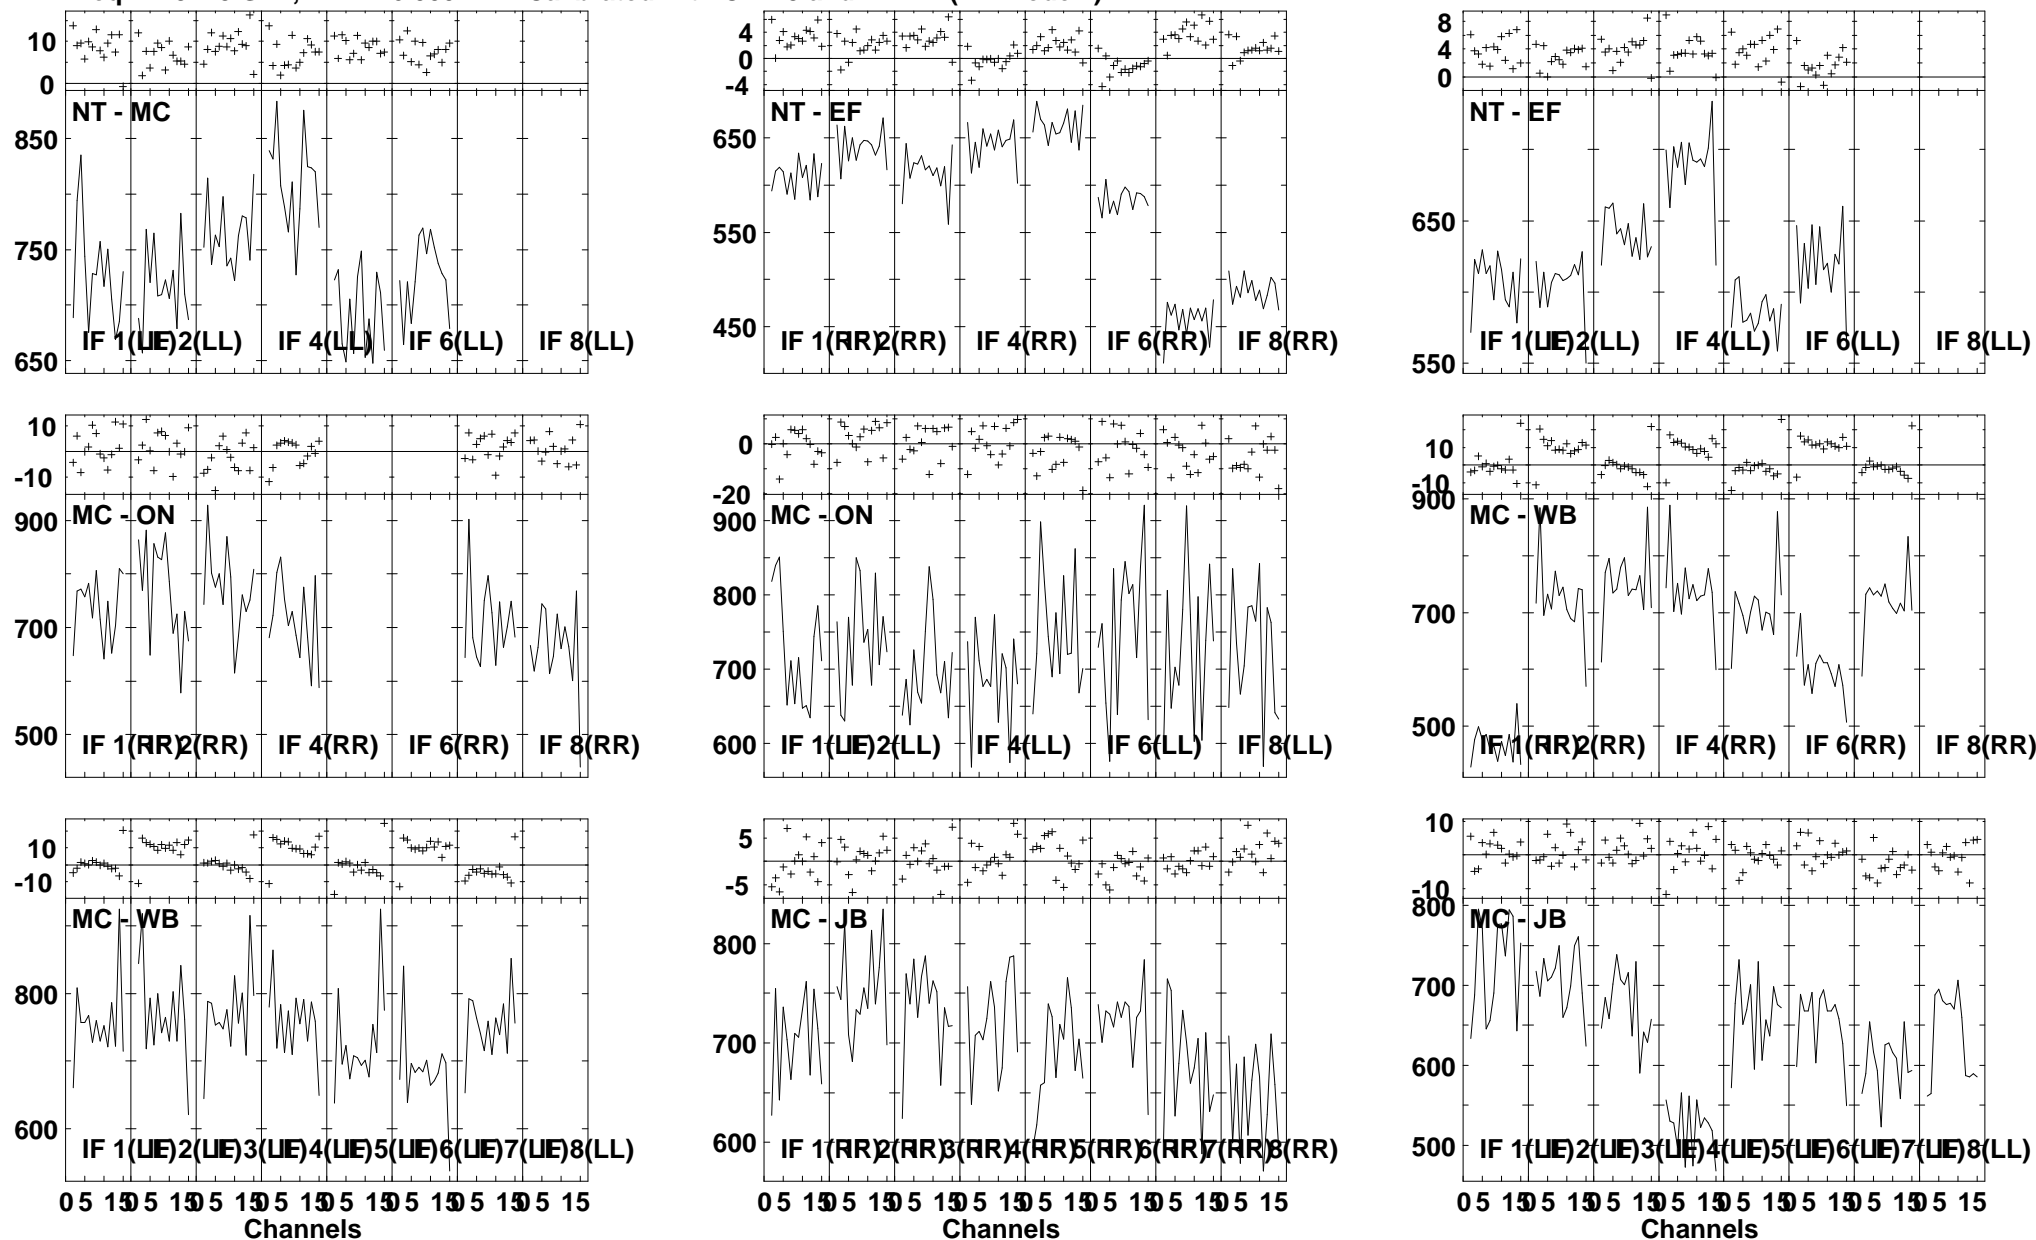 10
0
NT - MC
850
750
650
IF 1(LL) IF 2(LL) IF 4(LL) IF 6(LL) IF 8(LL)
4
0
-4
NT - EF
650
550
450
IF 1(RR) IF 2(RR) IF 4(RR) IF 6(RR) IF 8(RR)
8
4
0
NT - EF
650
550
IF 1(LL) IF 2(LL) IF 4(LL) IF 6(LL) IF 8(LL)
10
-10
MC - ON
900
700
500
IF 1(RR) IF 2(RR) IF 4(RR) IF 6(RR) IF 8(RR)
0
-20
MC - ON
900
800
700
600
IF 1(LL) IF 2(LL) IF 4(LL) IF 6(LL) IF 8(LL)
10
-10
900
MC - WB
700
500
IF 1(RR) IF 2(RR) IF 4(RR) IF 6(RR) IF 8(RR)
10
-10
MC - WB
800
600
IF 1(LL) IF 2(LL) IF 3(LL) IF 4(LL) IF 5(LL) IF 6(LL) IF 7(LL) IF 8(LL)
0 5 15 0 5 15 0 5 15 0 5 15 0 5 15 0 5 15 0 5 15 0 5 15
Channels
5
-5
MC - JB
800
700
600
IF 1(RR) IF 2(RR) IF 3(RR) IF 4(RR) IF 5(RR) IF 6(RR) IF 7(RR) IF 8(RR)
0 5 15 0 5 15 0 5 15 0 5 15 0 5 15 0 5 15 0 5 15 0 5 15
Channels
10
-10
800
MC - JB
700
600
500
IF 1(LL) IF 2(LL) IF 3(LL) IF 4(LL) IF 5(LL) IF 6(LL) IF 7(LL) IF 8(LL)
0 5 15 0 5 15 0 5 15 0 5 15 0 5 15 0 5 15 0 5 15 0 5 15
Channels